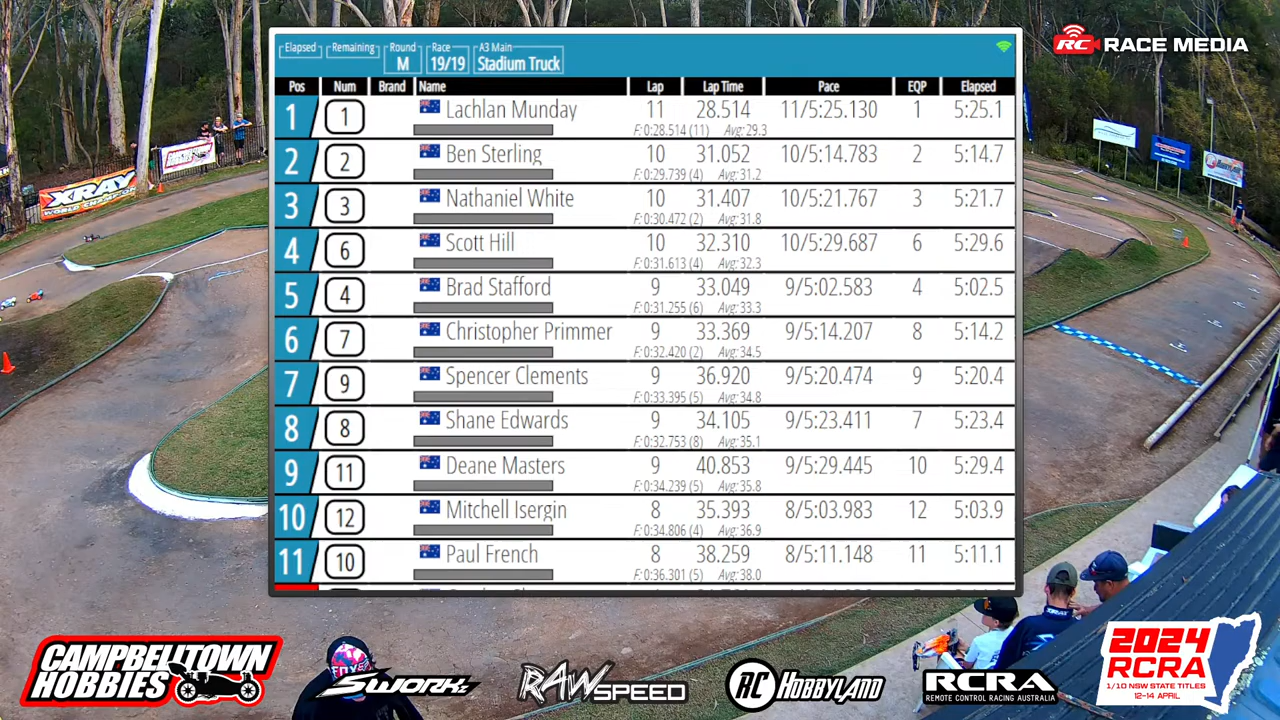 Elapsed Remaining Round Race A3 Main
M 19/19 Stadium Truck
RC RACE MEDIA
Pos Num Brand Name Lap Lap Time Pace EQP Elapsed
1 1 Lachlan Munday 11 28.514 11/5:25.130 1 5:25.1
F:0:28.514 (11) Avg:29.3
2 2 Ben Sterling 10 31.052 10/5:14.783 2 5:14.7
F:0:29.739 (4) Avg:31.2
3 3 Nathaniel White 10 31.407 10/5:21.767 3 5:21.7
F:0:30.472 (2) Avg:31.8
4 6 Scott Hill 10 32.310 10/5:29.687 6 5:29.6
F:0:31.613 (4) Avg:32.3
5 4 Brad Stafford 9 33.049 9/5:02.583 4 5:02.5
F:0:31.255 (6) Avg:33.3
6 7 Christopher Primmer 9 33.369 9/5:14.207 8 5:14.2
F:0:32.420 (2) Avg:34.5
7 9 Spencer Clements 9 36.920 9/5:20.474 9 5:20.4
F:0:33.395 (5) Avg:34.8
8 8 Shane Edwards 9 34.105 9/5:23.411 7 5:23.4
F:0:32.753 (8) Avg:35.1
9 11 Deane Masters 9 40.853 9/5:29.445 10 5:29.4
F:0:34.239 (5) Avg:35.8
10 12 Mitchell Isergin 8 35.393 8/5:03.983 12 5:03.9
F:0:34.806 (4) Avg:36.9
11 10 Paul French 8 38.259 8/5:11.148 11 5:11.1
F:0:36.301 (5) Avg:38.0
XRAY
CAMPBELLTOWN
HOBBIES
FOX
SWORKz
RAW SPEED
RC HOBBYLAND
RCRA
REMOTE CONTROL RACING AUSTRALIA
2024
RCRA
1/10 NSW STATE TITLES
12-14 APRIL